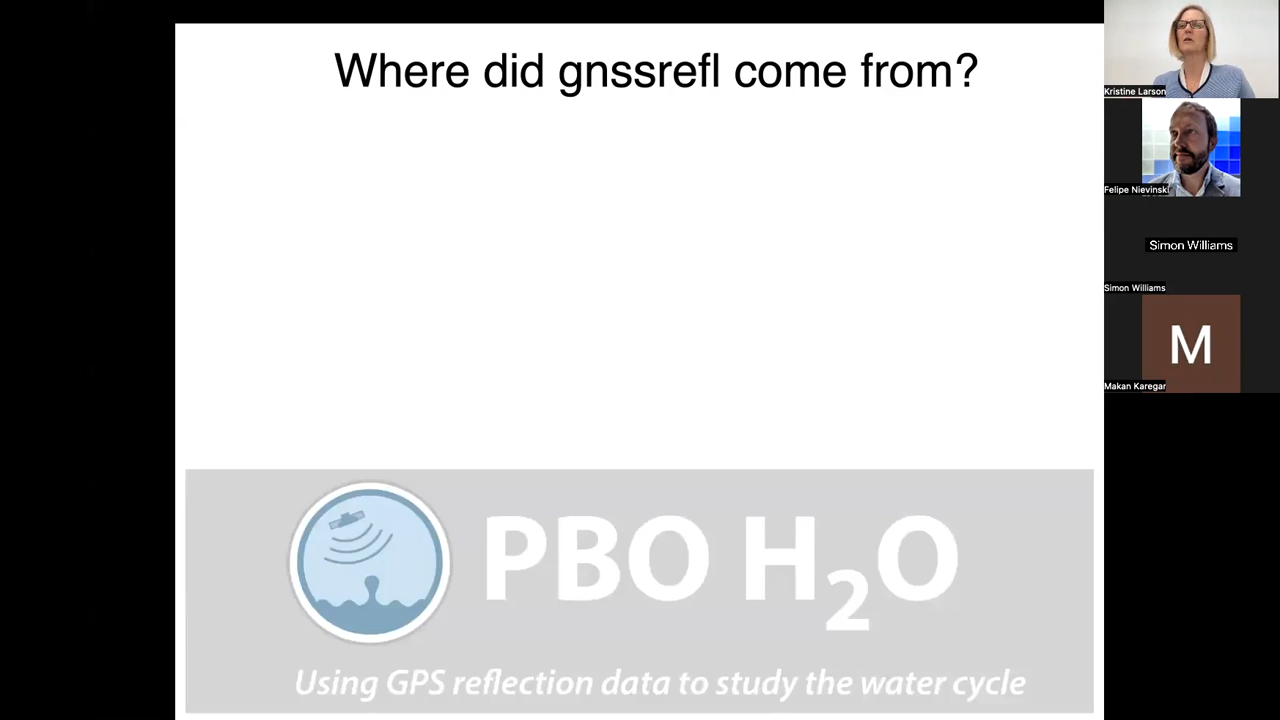 Where did gnssrefl come from?
Kristine Larson
Felipe Nievinski
Simon Williams
Simon Williams
M
Makan Karegar
PBO H2O
Using GPS reflection data to study the water cycle